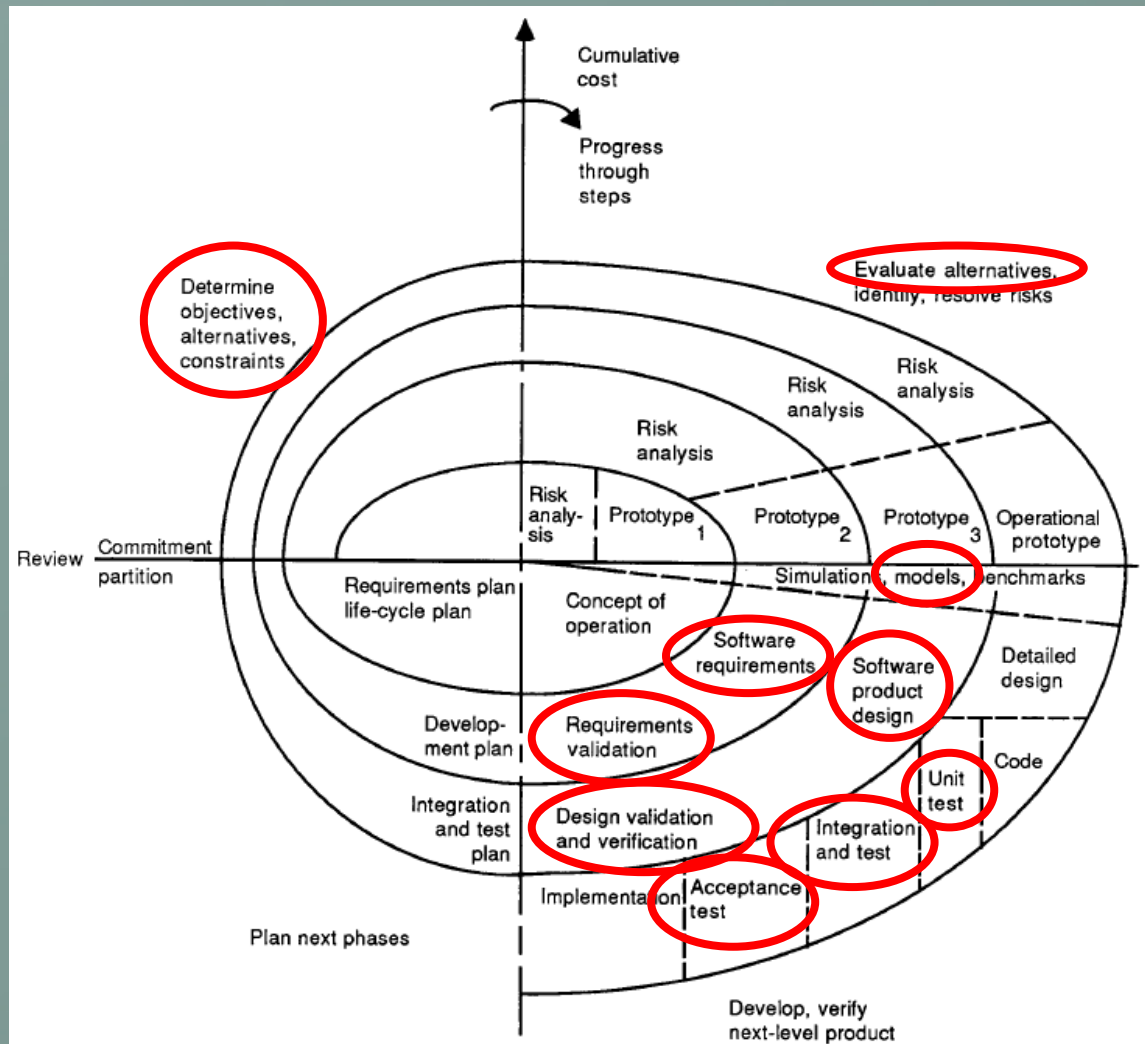 Cumulative
cost
Progress
through
steps
Determine
objectives,
alternatives,
constraints
Evaluate alternatives,
identify, resolve risks
Risk
analysis
Risk
analysis
Risk
analysis
Risk
analy-
sis
Prototype 1
Prototype 2
Prototype 3
Operational
prototype
Review
Commitment
partition
Simulations, models, benchmarks
Requirements plan
life-cycle plan
Concept of
operation
Software
requirements
Software
product
design
Detailed
design
Develop-
ment plan
Requirements
validation
Code
Unit
test
Integration
and test
plan
Design validation
and verification
Integration
and test
Acceptance
test
Implementation
Plan next phases
Develop, verify
next-level product